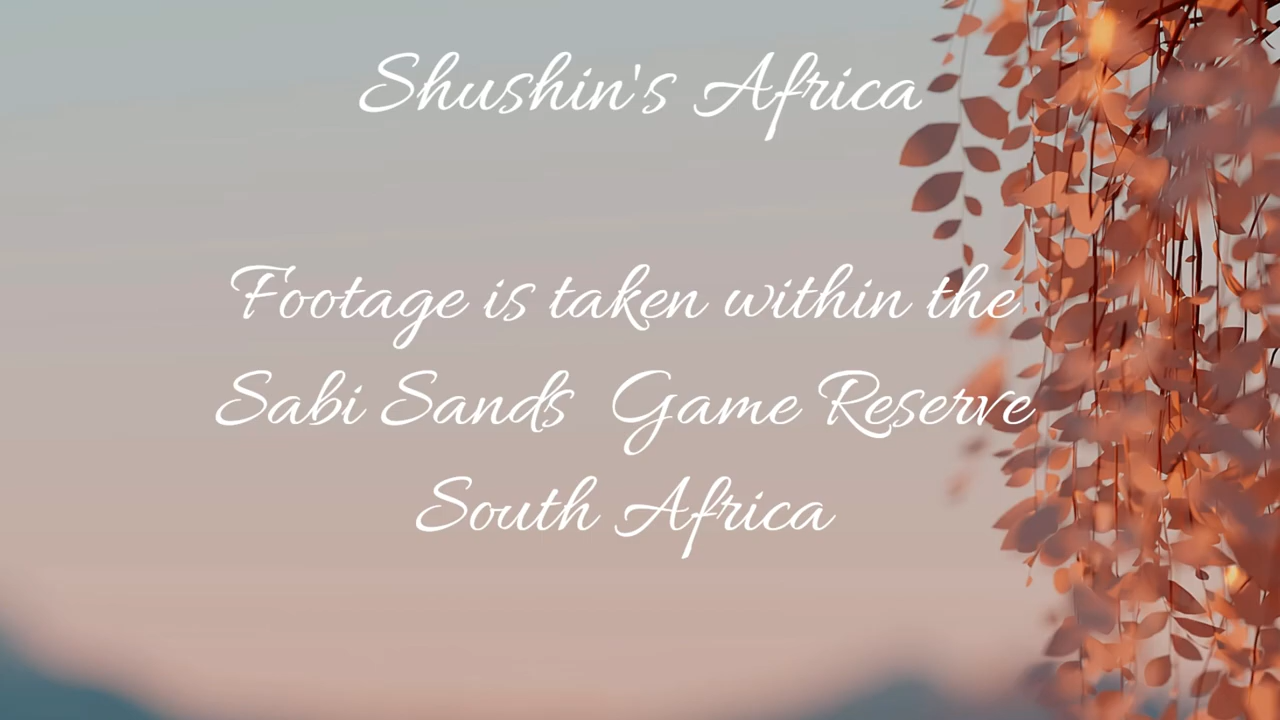 Shushin's Africa
Footage is taken within the
Sabi Sands Game Reserve
South Africa